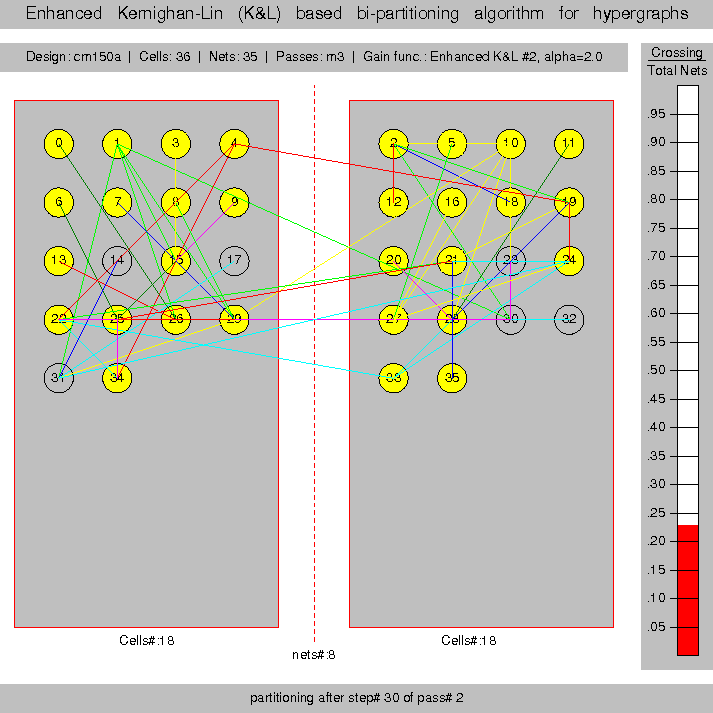 Enhanced Kernighan-Lin (K&L) based bi-partitioning algorithm for hypergraphs
Design: cm150a | Cells: 36 | Nets: 35 | Passes: m3 | Gain func.: Enhanced K&L #2, alpha=2.0
Crossing
Total Nets
0 1 3 4 2 5 10 11
6 7 8 9 12 16 18 19
13 14 15 17 20 21 23 24
22 25 26 29 27 28 30 32
31 34 33 35
.95
.90
.85
.80
.75
.70
.65
.60
.55
.50
.45
.40
.35
.30
.25
.20
.15
.10
.05
Cells#:18 Cells#:18
nets#:8
partitioning after step# 30 of pass# 2